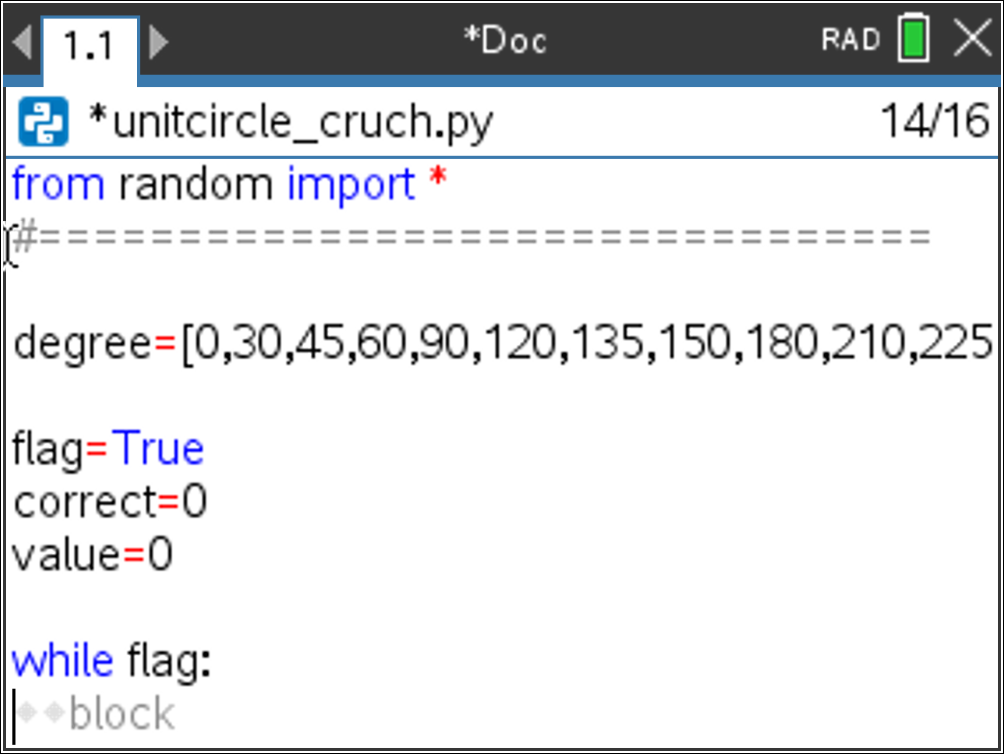 1.1 *Doc RAD
*unitcircle_cruch.py 14/16
from random import *
#================================
degree=[0,30,45,60,90,120,135,150,180,210,225
flag=True
correct=0
value=0
while flag:
block